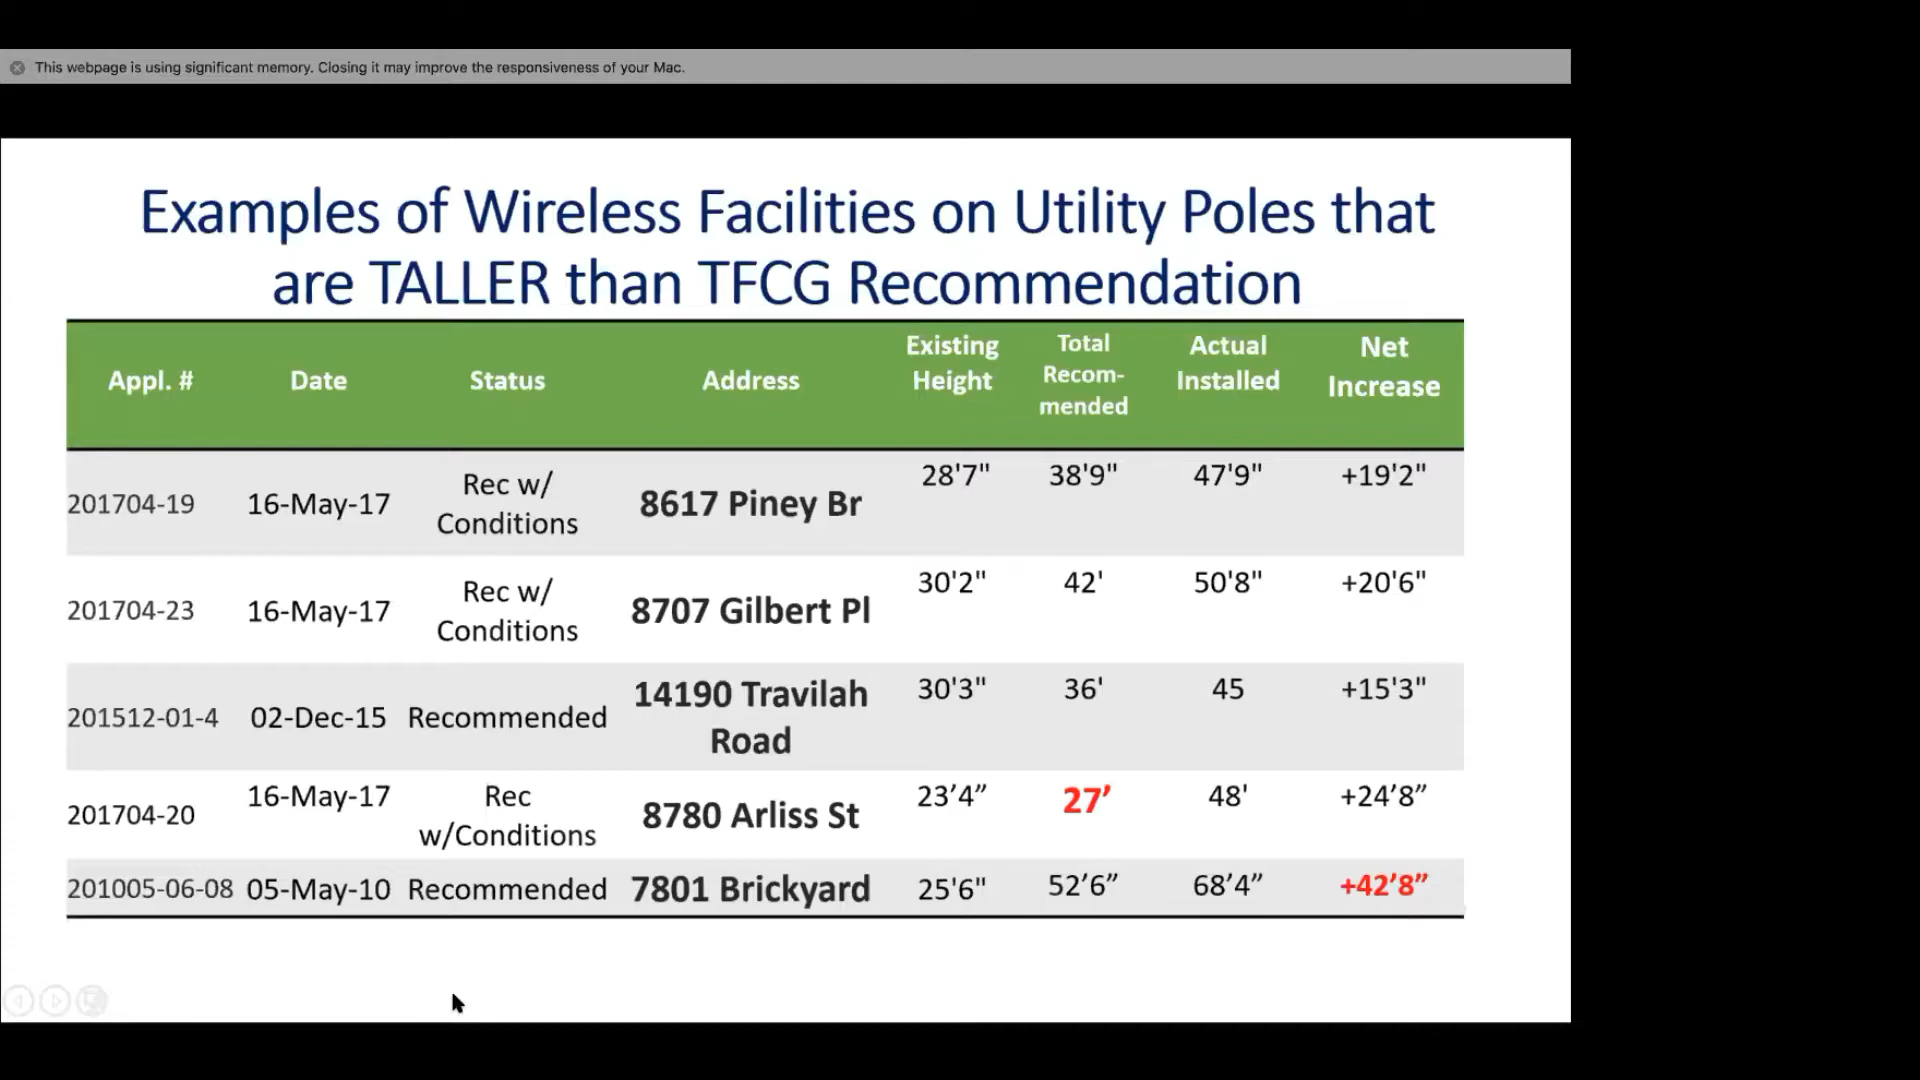 This webpage is using significant memory. Closing it may improve the responsiveness of your Mac.
Examples of Wireless Facilities on Utility Poles that
are TALLER than TFCG Recommendation
Appl. # Date Status Address Existing Height Total Recom-mended Actual Installed Net Increase
201704-19 16-May-17 Rec w/ Conditions 8617 Piney Br 28'7" 38'9" 47'9" +19'2"
201704-23 16-May-17 Rec w/ Conditions 8707 Gilbert Pl 30'2" 42' 50'8" +20'6"
201512-01-4 02-Dec-15 Recommended 14190 Travilah Road 30'3" 36' 45 +15'3"
201704-20 16-May-17 Rec w/Conditions 8780 Arliss St 23’4” 27’ 48' +24’8”
201005-06-08 05-May-10 Recommended 7801 Brickyard 25'6" 52’6” 68’4” +42’8”